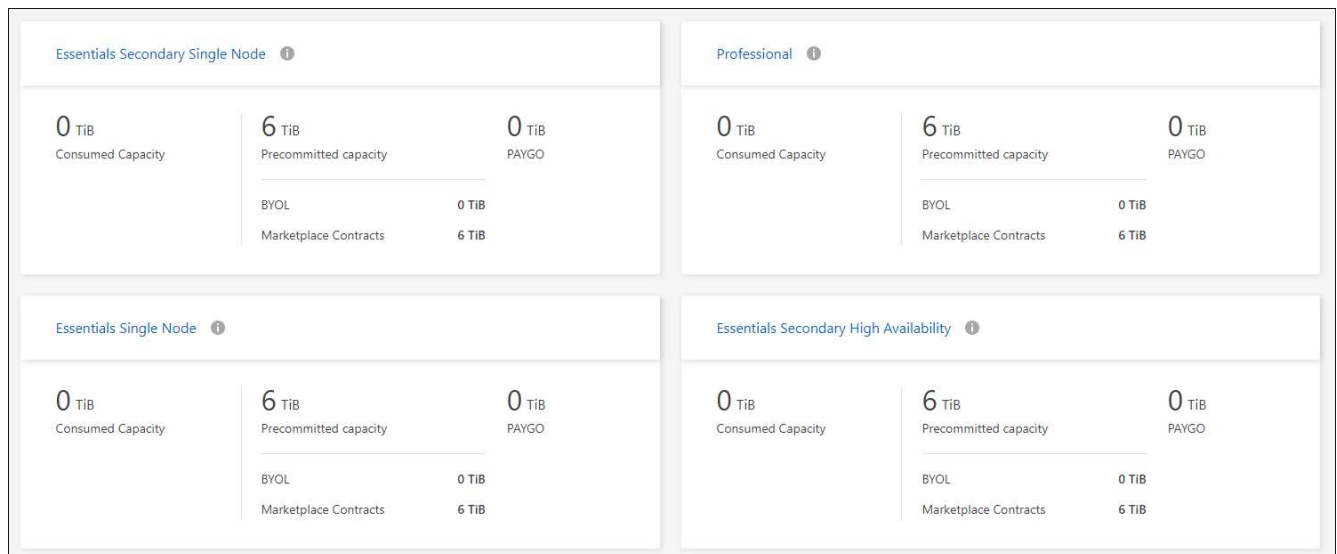 Essentials Secondary Single Node
0 TiB
Consumed Capacity
6 TiB
Precommitted capacity
0 TiB
PAYGO
BYOL 0 TiB
Marketplace Contracts 6 TiB
Professional
0 TiB
Consumed Capacity
6 TiB
Precommitted capacity
0 TiB
PAYGO
BYOL 0 TiB
Marketplace Contracts 6 TiB
Essentials Single Node
0 TiB
Consumed Capacity
6 TiB
Precommitted capacity
0 TiB
PAYGO
BYOL 0 TiB
Marketplace Contracts 6 TiB
Essentials Secondary High Availability
0 TiB
Consumed Capacity
6 TiB
Precommitted capacity
0 TiB
PAYGO
BYOL 0 TiB
Marketplace Contracts 6 TiB